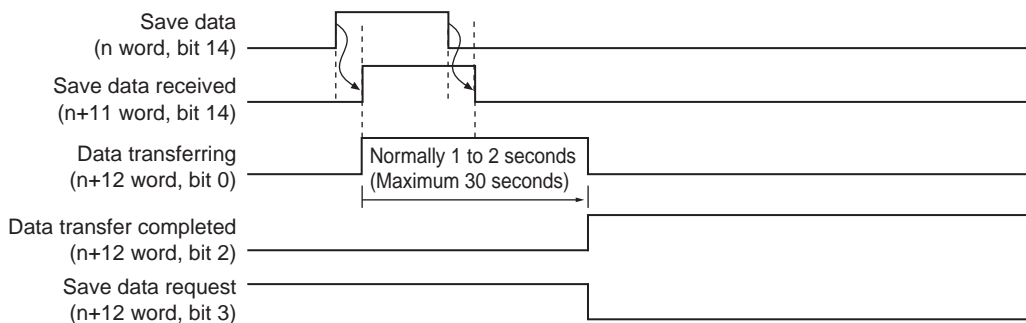 Save data
(n word, bit 14)
Save data received
(n+11 word, bit 14)
Data transferring
(n+12 word, bit 0)
Normally 1 to 2 seconds
(Maximum 30 seconds)
Data transfer completed
(n+12 word, bit 2)
Save data request
(n+12 word, bit 3)